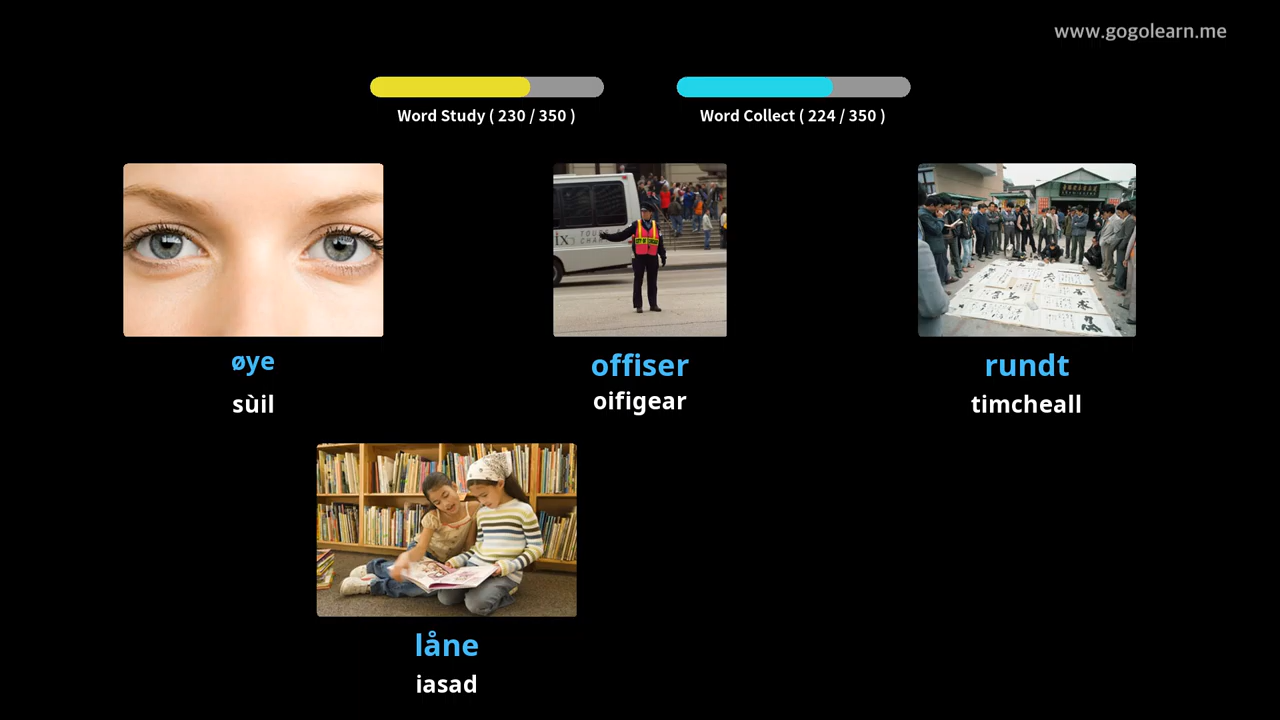 www.gogolearn.me
Word Study ( 230 / 350 )
Word Collect ( 224 / 350 )
øye
sùil
offiser
oifigear
rundt
timcheall
låne
iasad